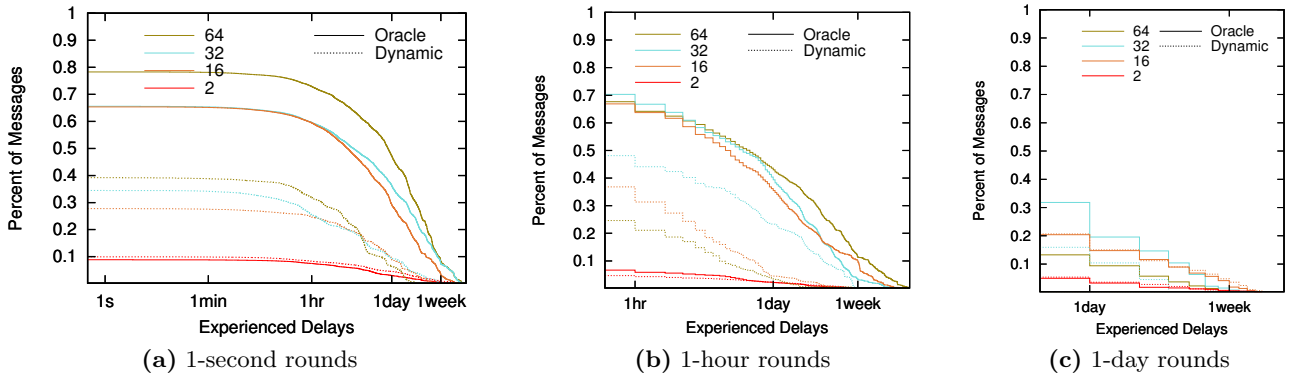 1
0.9
0.8
0.7
0.6
0.5
0.4
0.3
0.2
0.1
Percent of Messages
64
32
16
2
Oracle
Dynamic
1s
1min
1hr
1day
1week
Experienced Delays
(a) 1-second rounds
1
0.9
0.8
0.7
0.6
0.5
0.4
0.3
0.2
0.1
Percent of Messages
64
32
16
2
Oracle
Dynamic
1hr
1day
1week
Experienced Delays
(b) 1-hour rounds
1
0.9
0.8
0.7
0.6
0.5
0.4
0.3
0.2
0.1
Percent of Messages
64
32
16
2
Oracle
Dynamic
1day
1week
Experienced Delays
(c) 1-day rounds